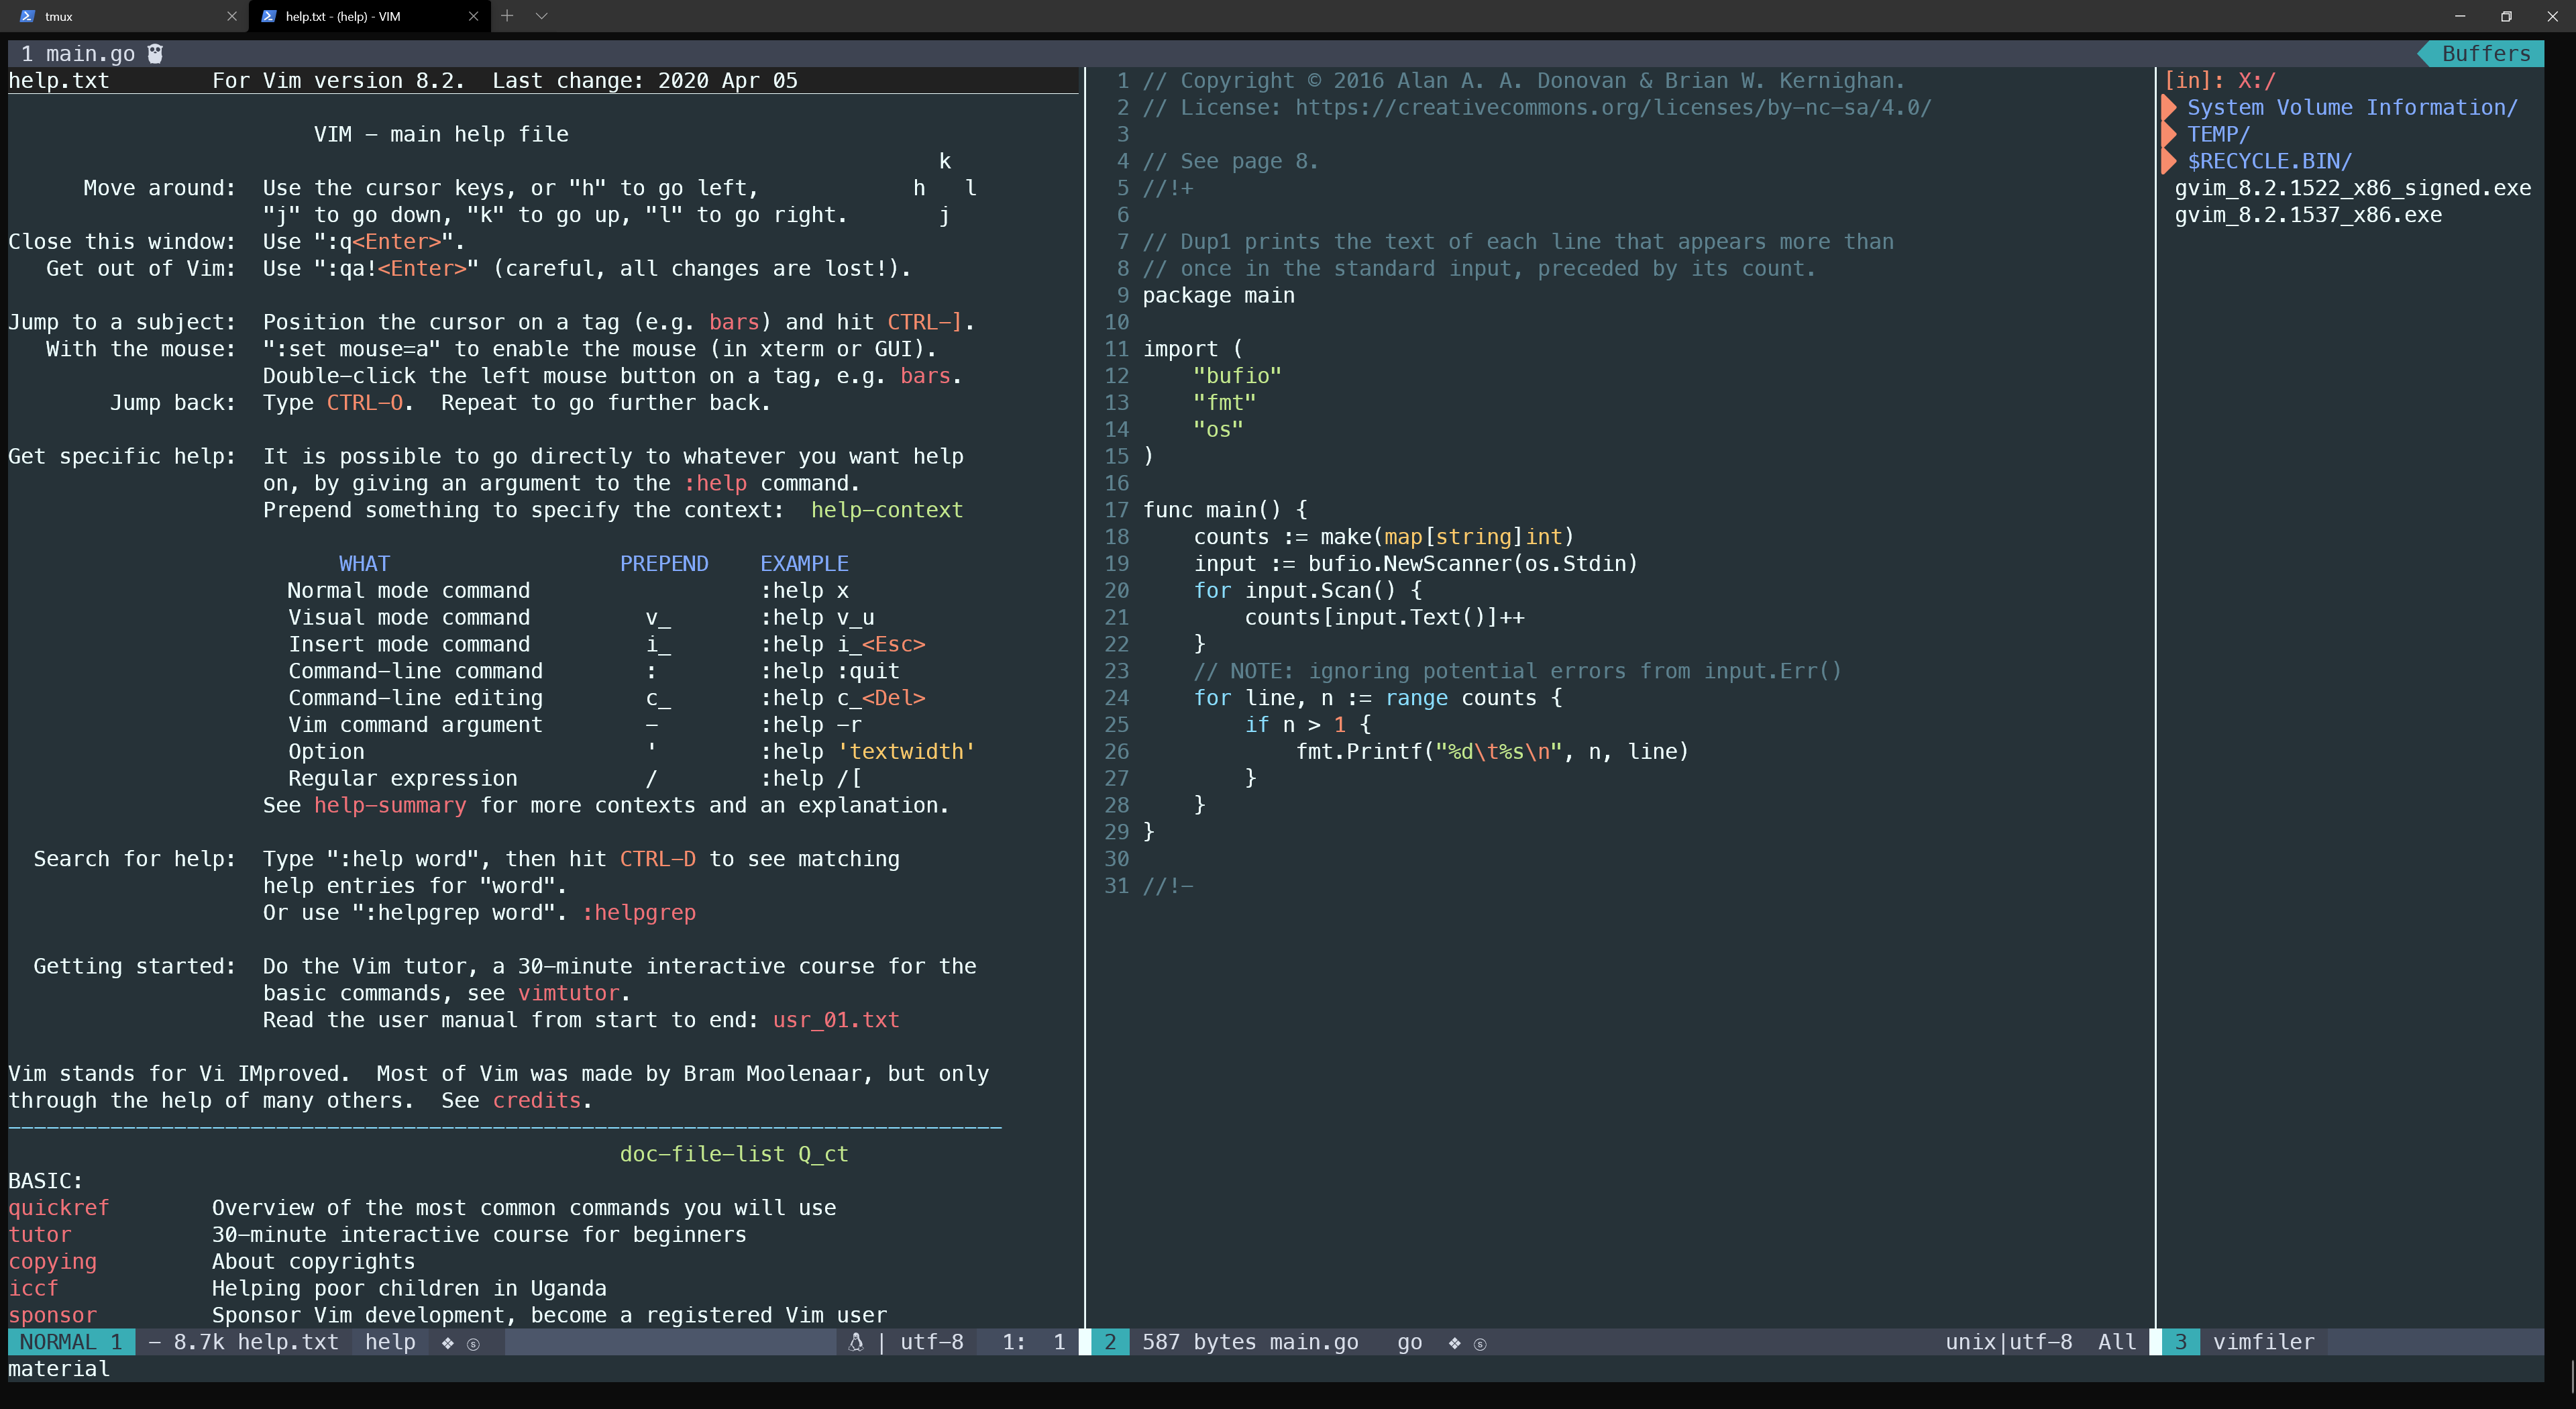 tmux
help.txt - (help) - VIM
1 main.go
Buffers
help.txt        For Vim version 8.2.  Last change: 2020 Apr 05
VIM - main help file
k
Move around:  Use the cursor keys, or "h" to go left,            h   l
"j" to go down, "k" to go up, "l" to go right.       j
Close this window:  Use ":q<Enter>".
Get out of Vim:  Use ":qa!<Enter>" (careful, all changes are lost!).
Jump to a subject:  Position the cursor on a tag (e.g. bars) and hit CTRL-].
With the mouse:  ":set mouse=a" to enable the mouse (in xterm or GUI).
Double-click the left mouse button on a tag, e.g. bars.
Jump back:  Type CTRL-O.  Repeat to go further back.
Get specific help:  It is possible to go directly to whatever you want help
on, by giving an argument to the :help command.
Prepend something to specify the context:  help-context
WHAT                  PREPEND    EXAMPLE
Normal mode command                  :help x
Visual mode command         v_       :help v_u
Insert mode command         i_       :help i_<Esc>
Command-line command        :        :help :quit
Command-line editing        c_       :help c_<Del>
Vim command argument        -        :help -r
Option                      '        :help 'textwidth'
Regular expression          /        :help /[
See help-summary for more contexts and an explanation.
Search for help:  Type ":help word", then hit CTRL-D to see matching
help entries for "word".
Or use ":helpgrep word". :helpgrep
Getting started:  Do the Vim tutor, a 30-minute interactive course for the
basic commands, see vimtutor.
Read the user manual from start to end: usr_01.txt
Vim stands for Vi IMproved.  Most of Vim was made by Bram Moolenaar, but only
through the help of many others.  See credits.
------------------------------------------------------------------------------
doc-file-list Q_ct
BASIC:
quickref        Overview of the most common commands you will use
tutor           30-minute interactive course for beginners
copying         About copyrights
iccf            Helping poor children in Uganda
sponsor         Sponsor Vim development, become a registered Vim user
1 // Copyright © 2016 Alan A. A. Donovan & Brian W. Kernighan.
2 // License: https://creativecommons.org/licenses/by-nc-sa/4.0/
3
4 // See page 8.
5 //!+
6
7 // Dup1 prints the text of each line that appears more than
8 // once in the standard input, preceded by its count.
9 package main
10
11 import (
12     "bufio"
13     "fmt"
14     "os"
15 )
16
17 func main() {
18     counts := make(map[string]int)
19     input := bufio.NewScanner(os.Stdin)
20     for input.Scan() {
21         counts[input.Text()]++
22     }
23     // NOTE: ignoring potential errors from input.Err()
24     for line, n := range counts {
25         if n > 1 {
26             fmt.Printf("%d\t%s\n", n, line)
27         }
28     }
29 }
30
31 //!-
[in]: X:/
System Volume Information/
TEMP/
$RECYCLE.BIN/
gvim_8.2.1522_x86_signed.exe
gvim_8.2.1537_x86.exe
NORMAL 1  - 8.7k help.txt  help  ❖ ⓢ  | utf-8  1:  1
2  587 bytes main.go  go  ❖ ⓢ  unix|utf-8  All
3  vimfiler
material